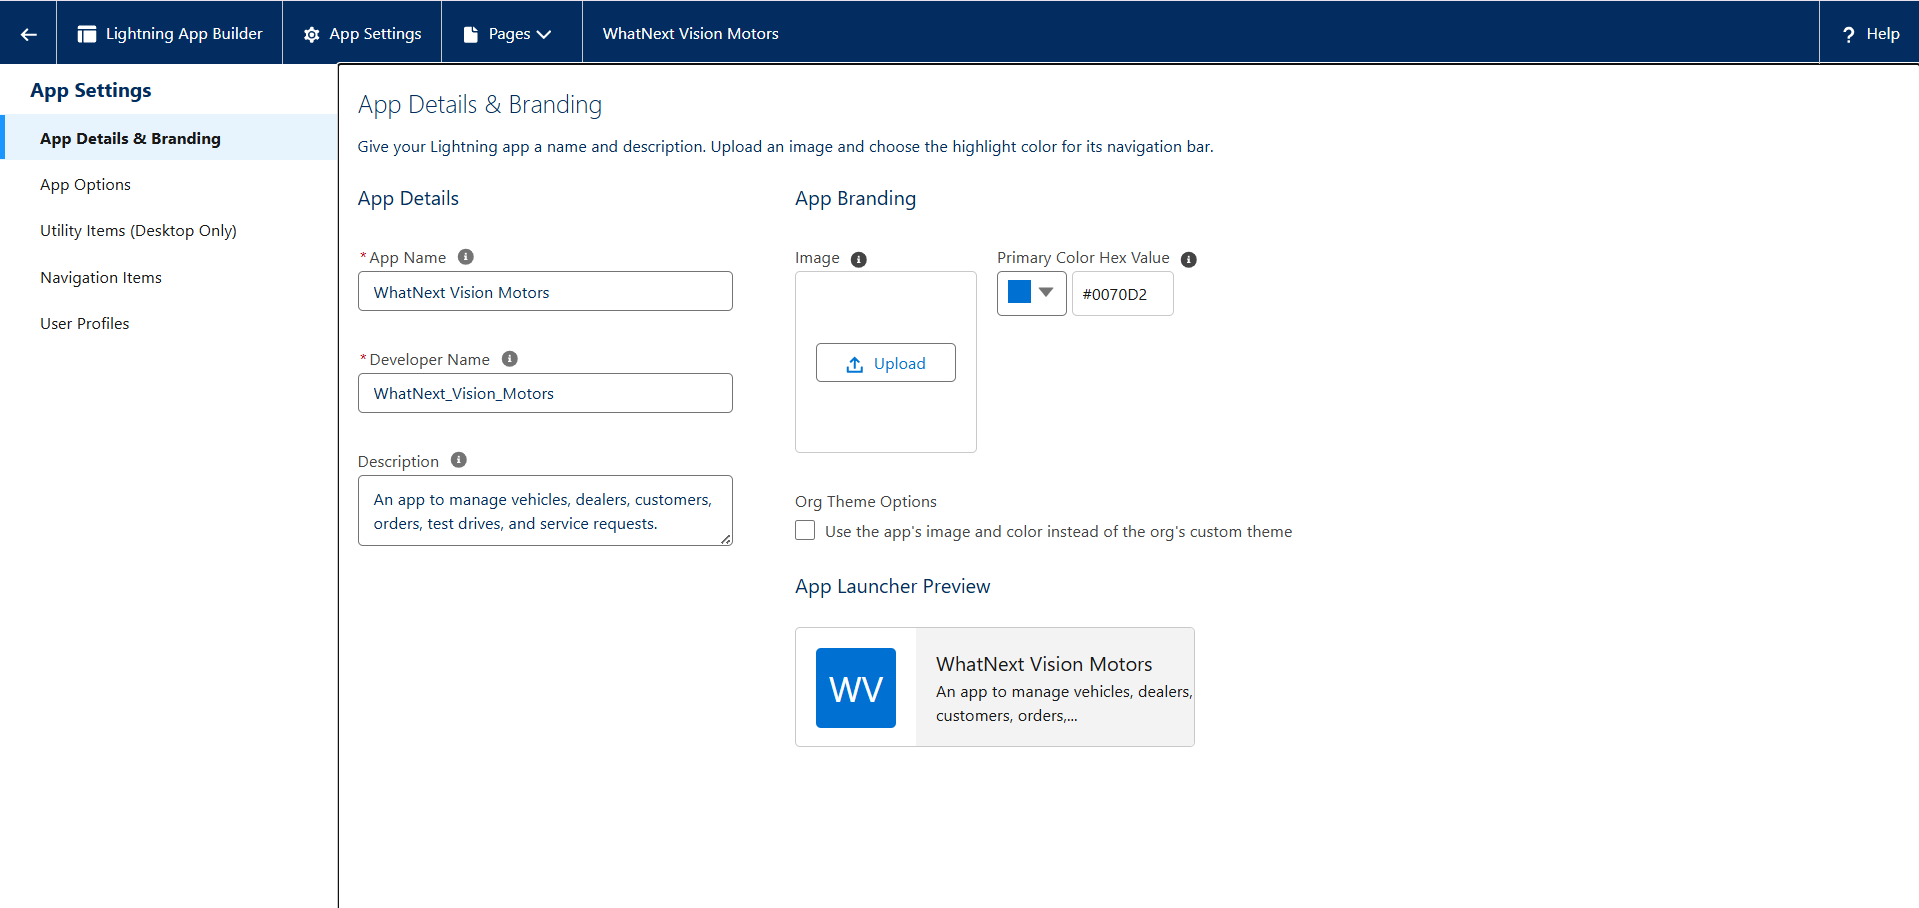 Lightning App Builder
App Settings
Pages
WhatNext Vision Motors
? Help
App Settings
App Details & Branding
App Options
Utility Items (Desktop Only)
Navigation Items
User Profiles
App Details & Branding
Give your Lightning app a name and description. Upload an image and choose the highlight color for its navigation bar.
App Details
*App Name
WhatNext Vision Motors
*Developer Name
WhatNext_Vision_Motors
Description
An app to manage vehicles, dealers, customers,
orders, test drives, and service requests.
App Branding
Image
Upload
Primary Color Hex Value
#0070D2
Org Theme Options
Use the app's image and color instead of the org's custom theme
App Launcher Preview
WV
WhatNext Vision Motors
An app to manage vehicles, dealers,
customers, orders,...